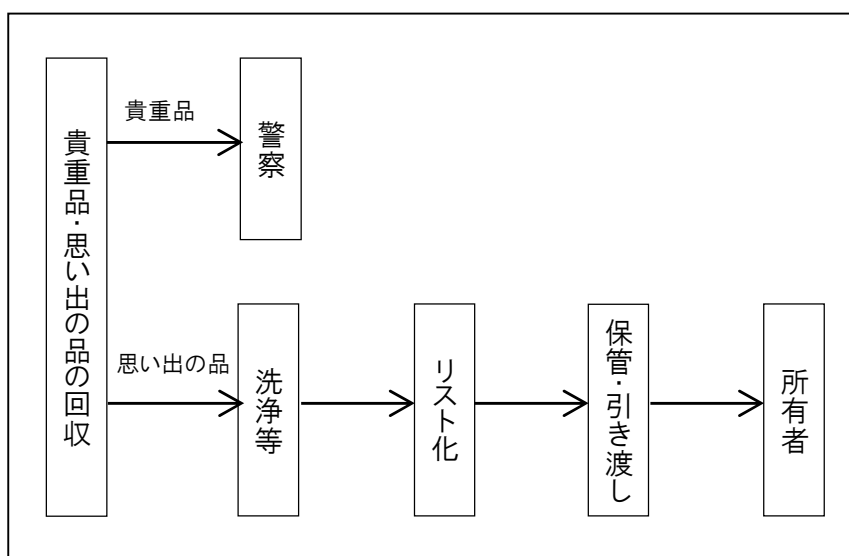 貴重品・思い出の品の回収
貴重品
警察
思い出の品
洗浄等
リスト化
保管・引き渡し
所有者